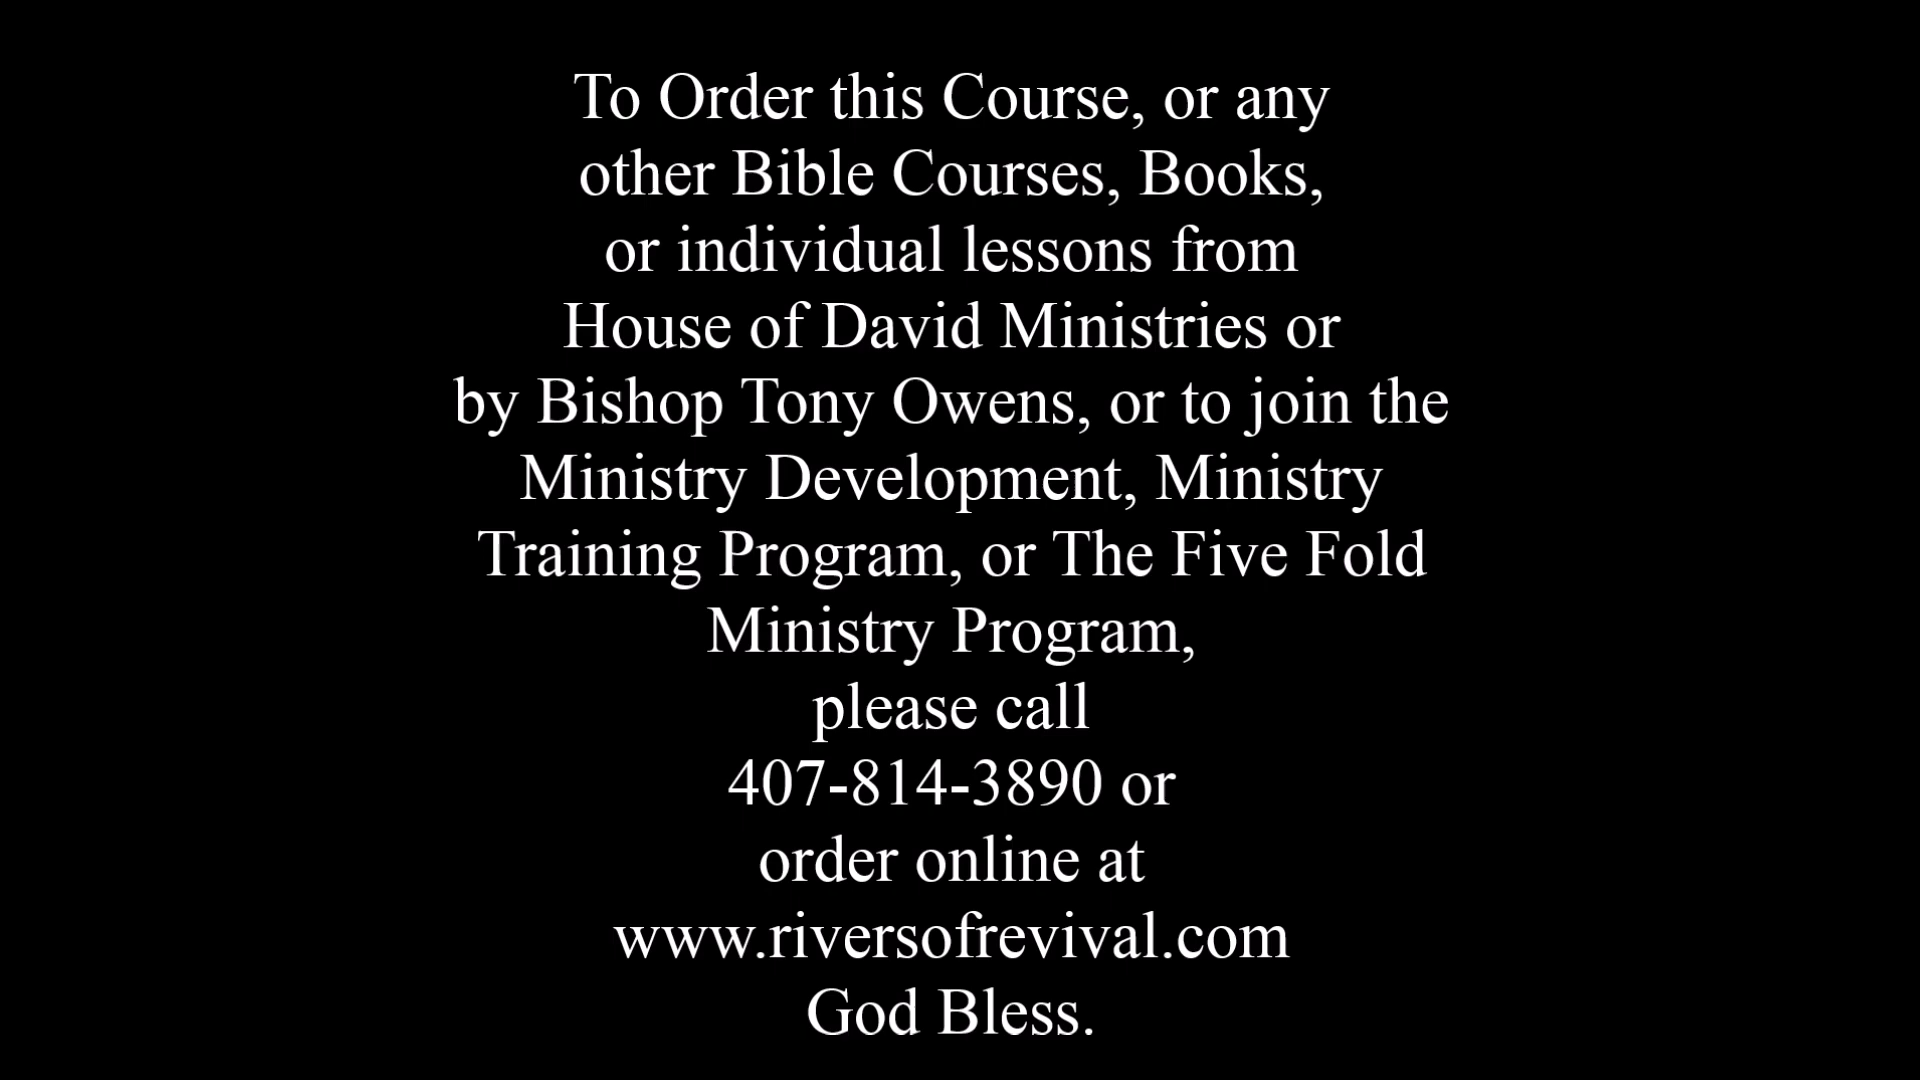 To Order this Course, or any
other Bible Courses, Books,
or individual lessons from
House of David Ministries or
by Bishop Tony Owens, or to join the
Ministry Development, Ministry
Training Program, or The Five Fold
Ministry Program,
please call
407-814-3890 or
order online at
www.riversofrevival.com
God Bless.